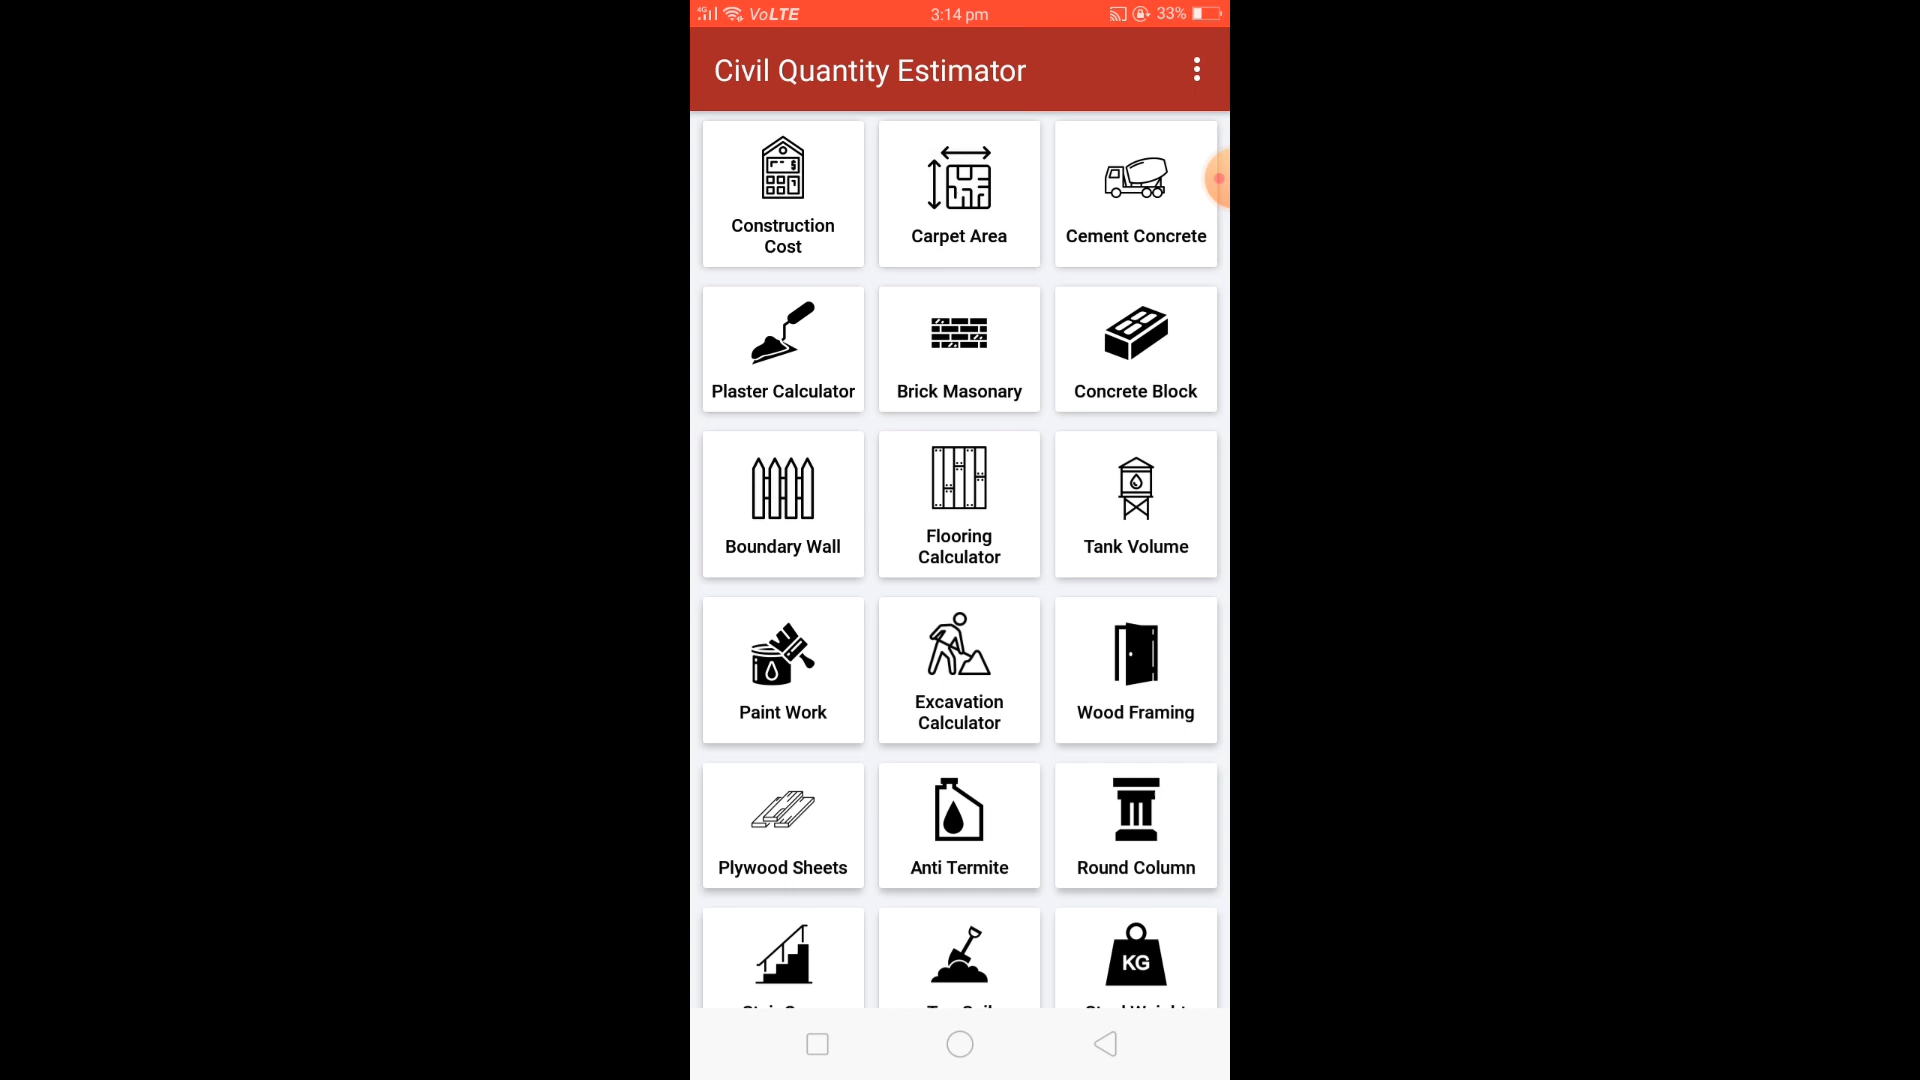 4G VoLTE 3:14 pm 33%
Civil Quantity Estimator
$
Construction
Cost
Carpet Area
Cement Concrete
Plaster Calculator
Brick Masonary
Concrete Block
Boundary Wall
Flooring
Calculator
Tank Volume
Paint Work
Excavation
Calculator
Wood Framing
Plywood Sheets
Anti Termite
Round Column
KG